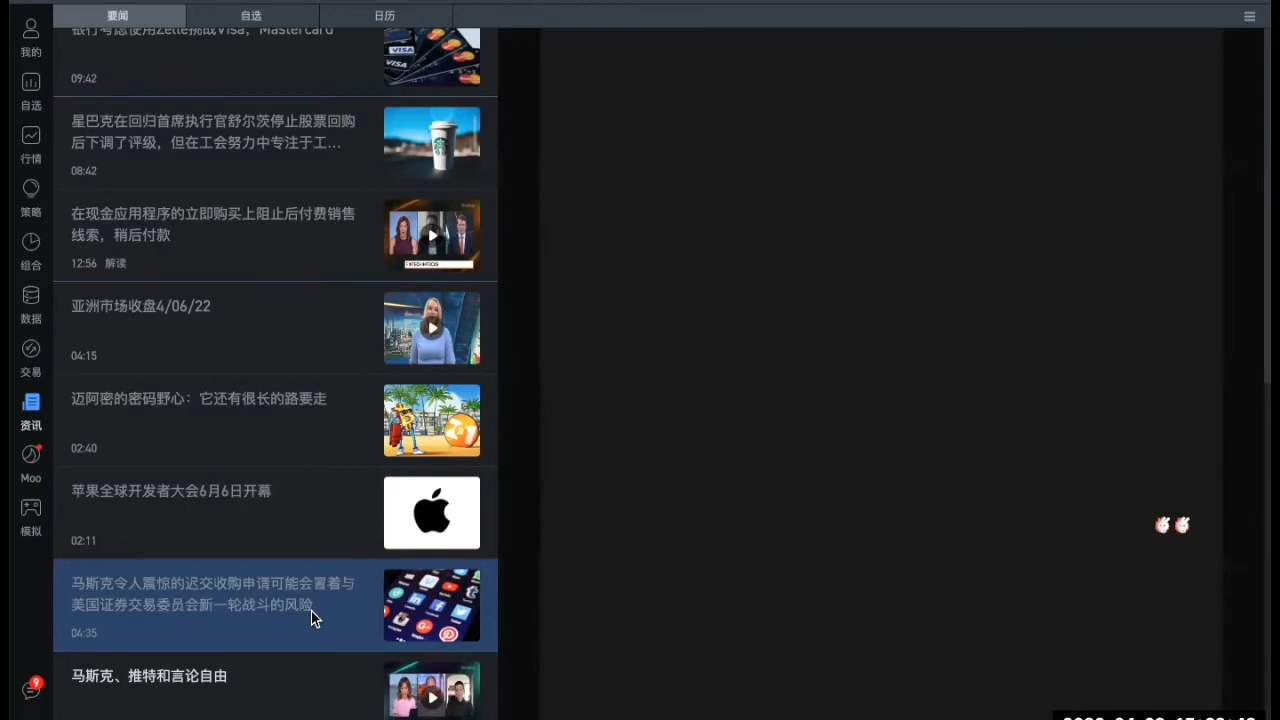 要闻
自选
日历
我的
自选
行情
策略
组合
数据
交易
资讯
Moo
模拟
9
银行考虑使用Zelle挑战Visa，Mastercard
09:42
VISA
VISA
星巴克在回归首席执行官舒尔茨停止股票回购
后下调了评级，但在工会努力中专注于工...
08:42
在现金应用程序的立即购买上阻止后付费销售
线索，稍后付款
12:56 解读
亚洲市场收盘4/06/22
04:15
迈阿密的密码野心：它还有很长的路要走
02:40
苹果全球开发者大会6月6日开幕
02:11
马斯克令人震惊的迟交收购申请可能会冒着与
美国证券交易委员会新一轮战斗的风险
04:35
马斯克、推特和言论自由